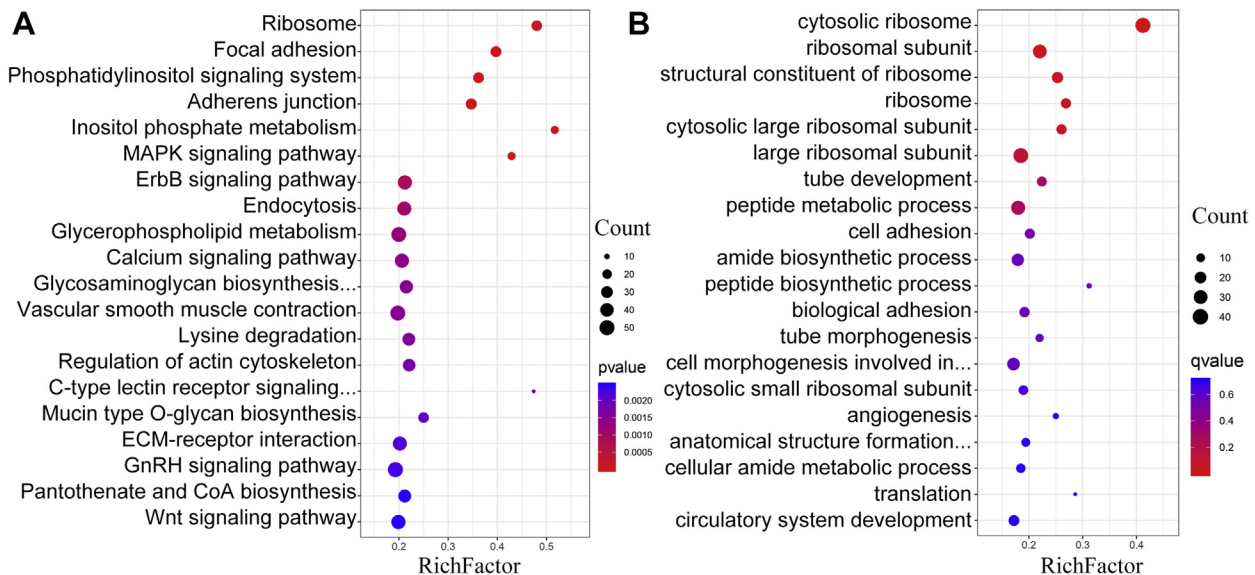 A
Ribosome
Focal adhesion
Phosphatidylinositol signaling system
Adherens junction
Inositol phosphate metabolism
MAPK signaling pathway
ErbB signaling pathway
Endocytosis
Glycerophospholipid metabolism
Calcium signaling pathway
Glycosaminoglycan biosynthesis...
Vascular smooth muscle contraction
Lysine degradation
Regulation of actin cytoskeleton
C-type lectin receptor signaling...
Mucin type O-glycan biosynthesis
ECM-receptor interaction
GnRH signaling pathway
Pantothenate and CoA biosynthesis
Wnt signaling pathway
0.2 0.3 0.4 0.5
RichFactor
Count
10
20
30
40
50
pvalue
0.0020
0.0015
0.0010
0.0005
B
cytosolic ribosome
ribosomal subunit
structural constituent of ribosome
ribosome
cytosolic large ribosomal subunit
large ribosomal subunit
tube development
peptide metabolic process
cell adhesion
amide biosynthetic process
peptide biosynthetic process
biological adhesion
tube morphogenesis
cell morphogenesis involved in...
cytosolic small ribosomal subunit
angiogenesis
anatomical structure formation...
cellular amide metabolic process
translation
circulatory system development
0.2 0.3 0.4
RichFactor
Count
10
20
30
40
qvalue
0.6
0.4
0.2